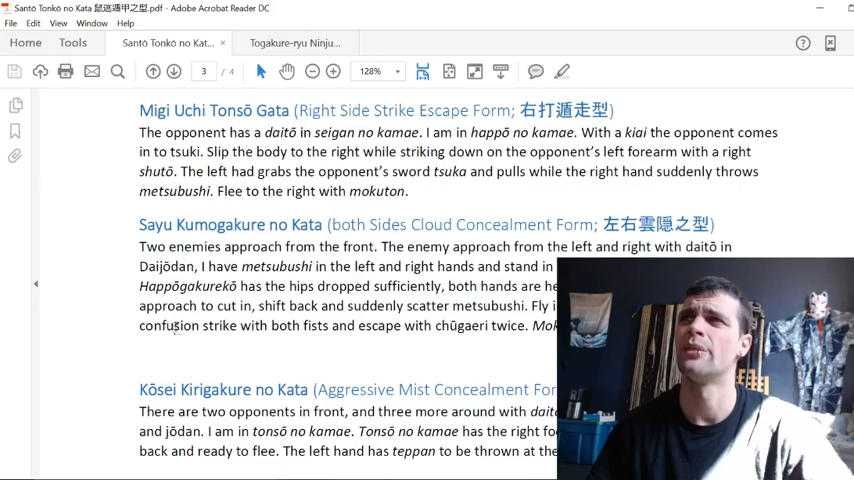 Santō Tonkō no Kata 鼠逃遁甲之型.pdf - Adobe Acrobat Reader DC
File Edit View Window Help
Home Tools Santō Tonkō no Kat... × Togakure-ryu Ninju...
3 / 4 128%
Migi Uchi Tonsō Gata (Right Side Strike Escape Form; 右打遁走型)
The opponent has a daitō in seigan no kamae. I am in happō no kamae. With a kiai the opponent comes
in to tsuki. Slip the body to the right while striking down on the opponent's left forearm with a right
shutō. The left had grabs the opponent's sword tsuka and pulls while the right hand suddenly throws
metsubushi. Flee to the right with mokuton.
Sayu Kumogakure no Kata (both Sides Cloud Concealment Form; 左右雲隠之型)
Two enemies approach from the front. The enemy approach from the left and right with daitō in
Daijōdan, I have metsubushi in the left and right hands and stand in
Happōgakurekō has the hips dropped sufficiently, both hands are he
approach to cut in, shift back and suddenly scatter metsubushi. Fly i
confusion strike with both fists and escape with chūgaeri twice. Mok
Kōsei Kirigakure no Kata (Aggressive Mist Concealment For
There are two opponents in front, and three more around with daito
and jōdan. I am in tonsō no kamae. Tonsō no kamae has the right foo
back and ready to flee. The left hand has teppan to be thrown at the